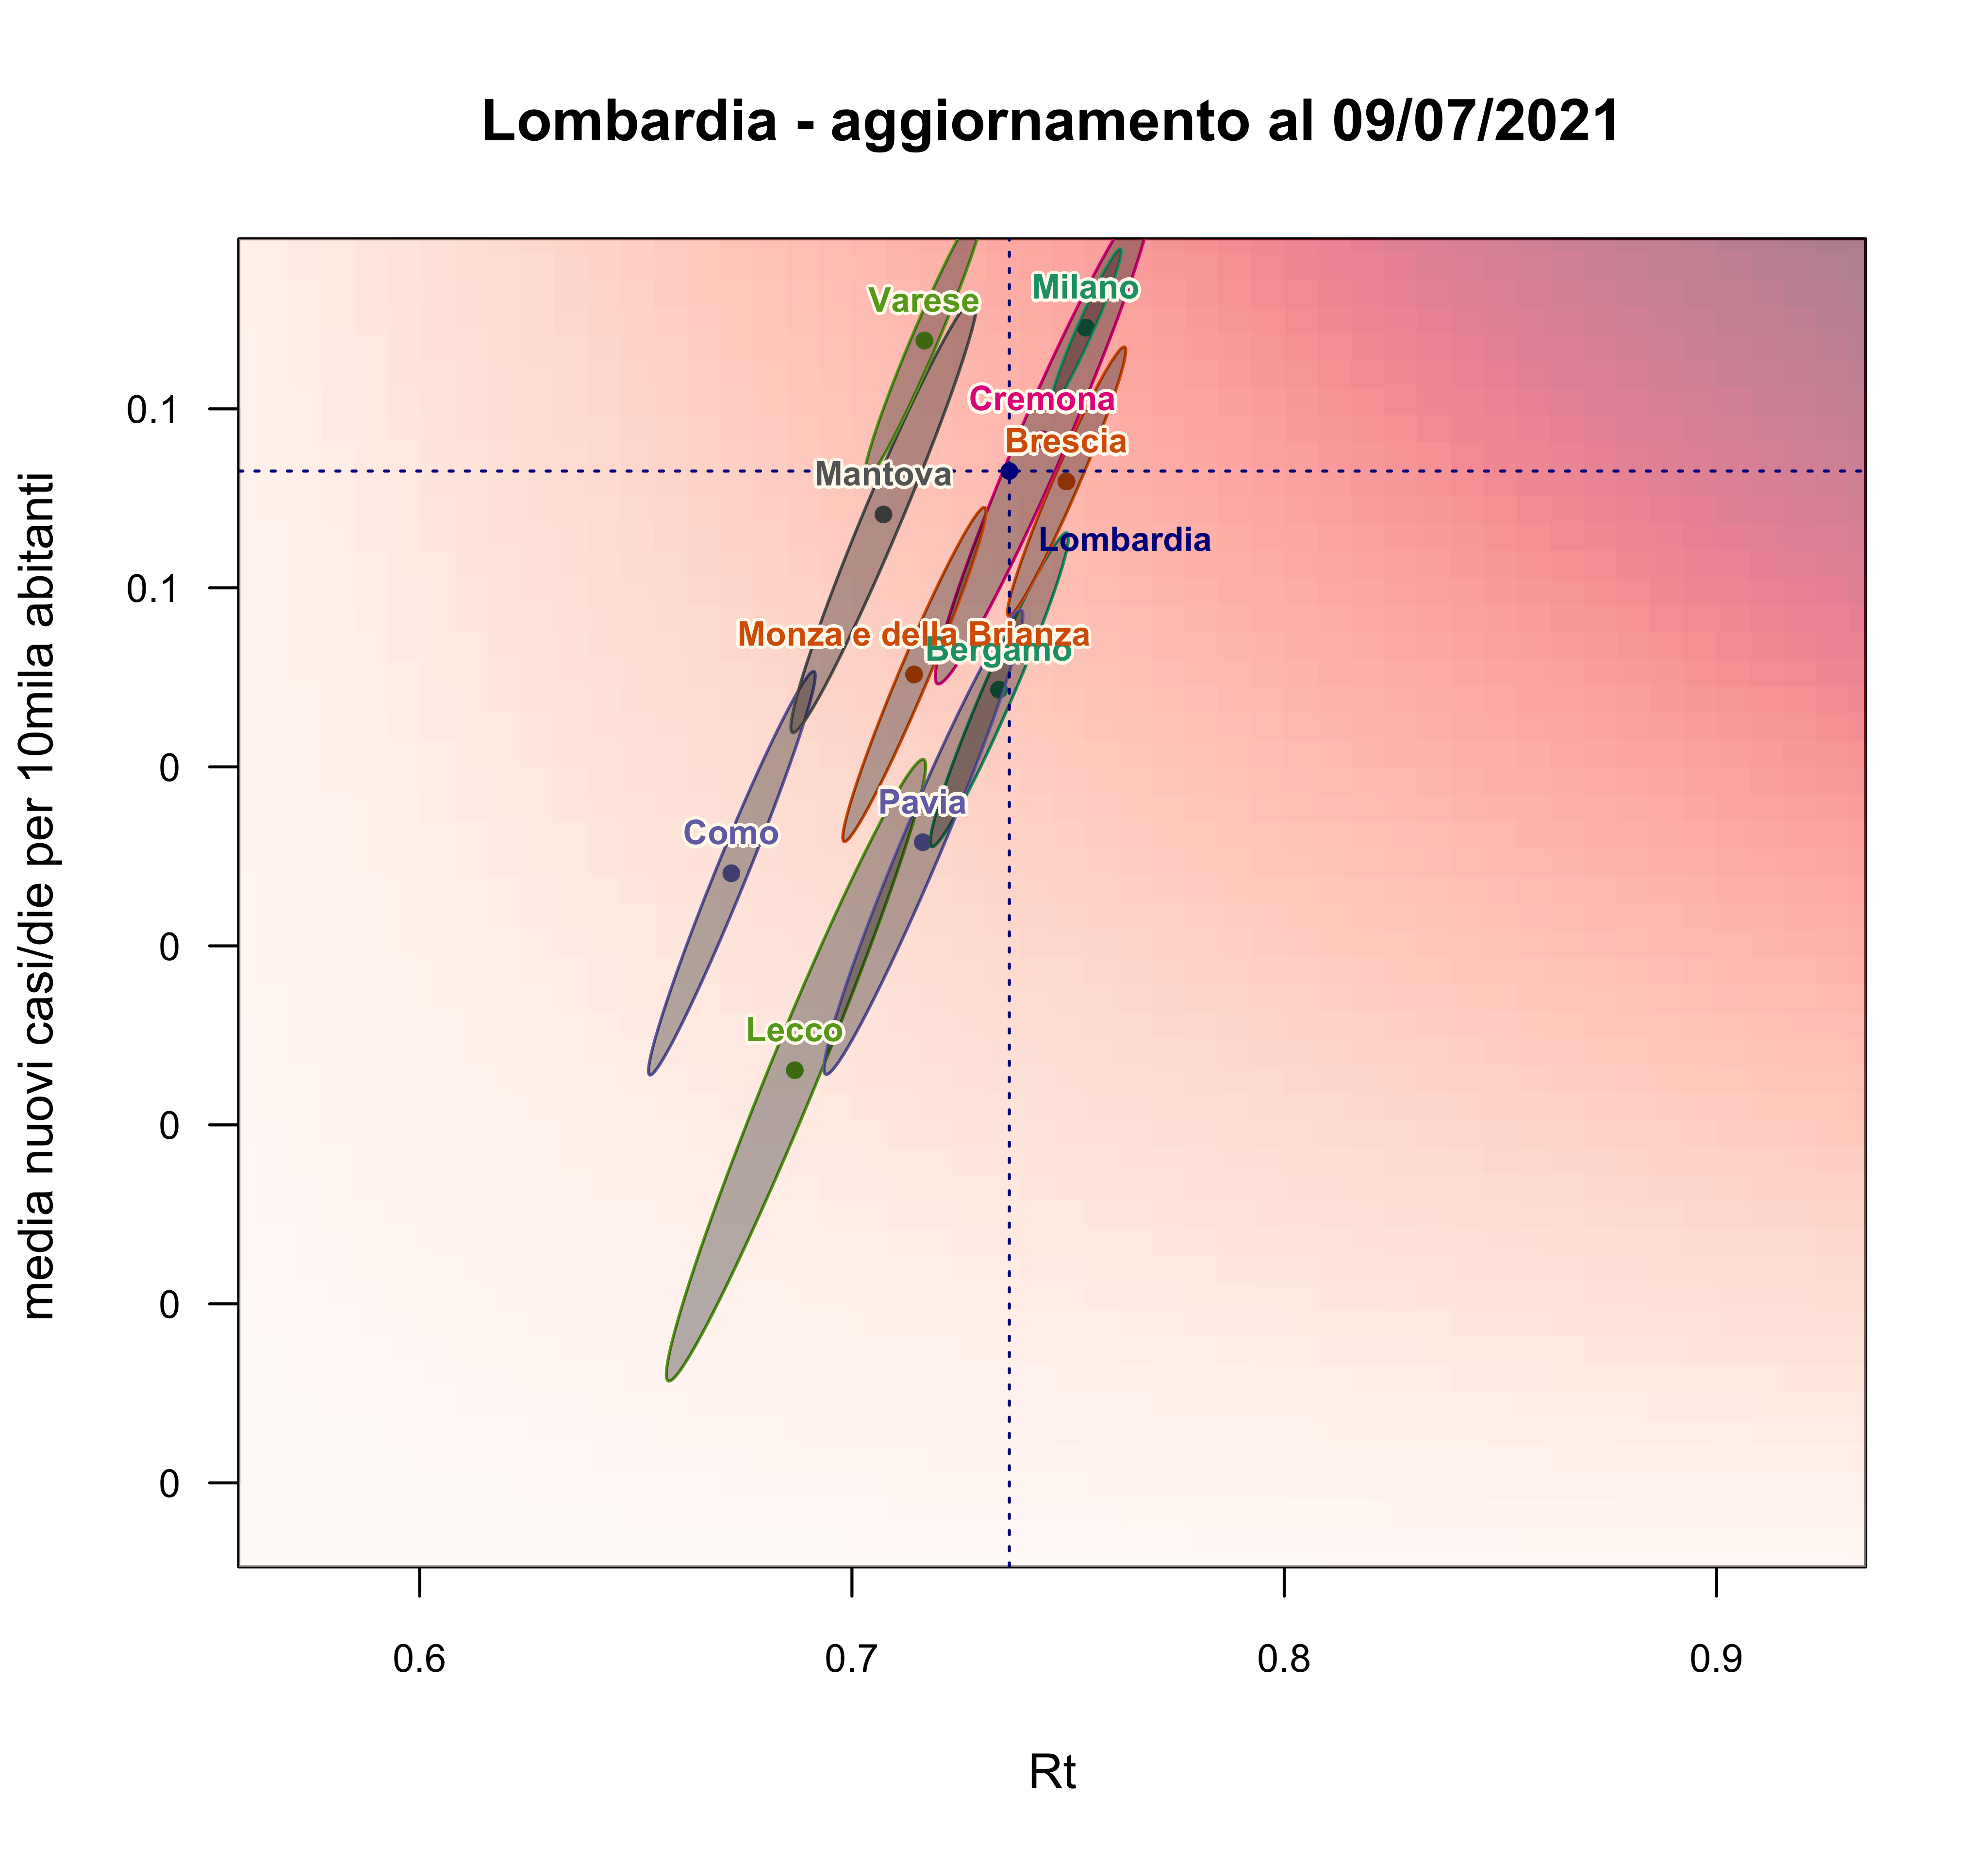 Lombardia - aggiornamento al 09/07/2021
media nuovi casi/die per 10mila abitanti
0.1
0.1
0
0
0
0
0
Varese
Milano
Cremona
Brescia
Mantova
Lombardia
Monza e della Brianza
Bergamo
Pavia
Como
Lecco
0.6
0.7
0.8
0.9
Rt